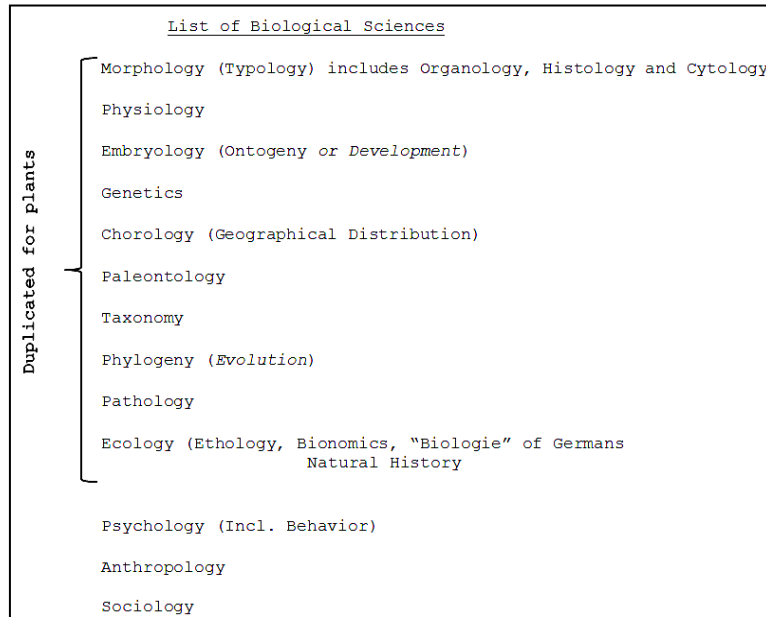 List of Biological Sciences
Morphology (Typology) includes Organology, Histology and Cytology
Physiology
Embryology (Ontogeny or Development)
Genetics
Chorology (Geographical Distribution)
Paleontology
Taxonomy
Phylogeny (Evolution)
Pathology
Ecology (Ethology, Bionomics, “Biologie” of Germans
Natural History
Duplicated for plants
Psychology (Incl. Behavior)
Anthropology
Sociology